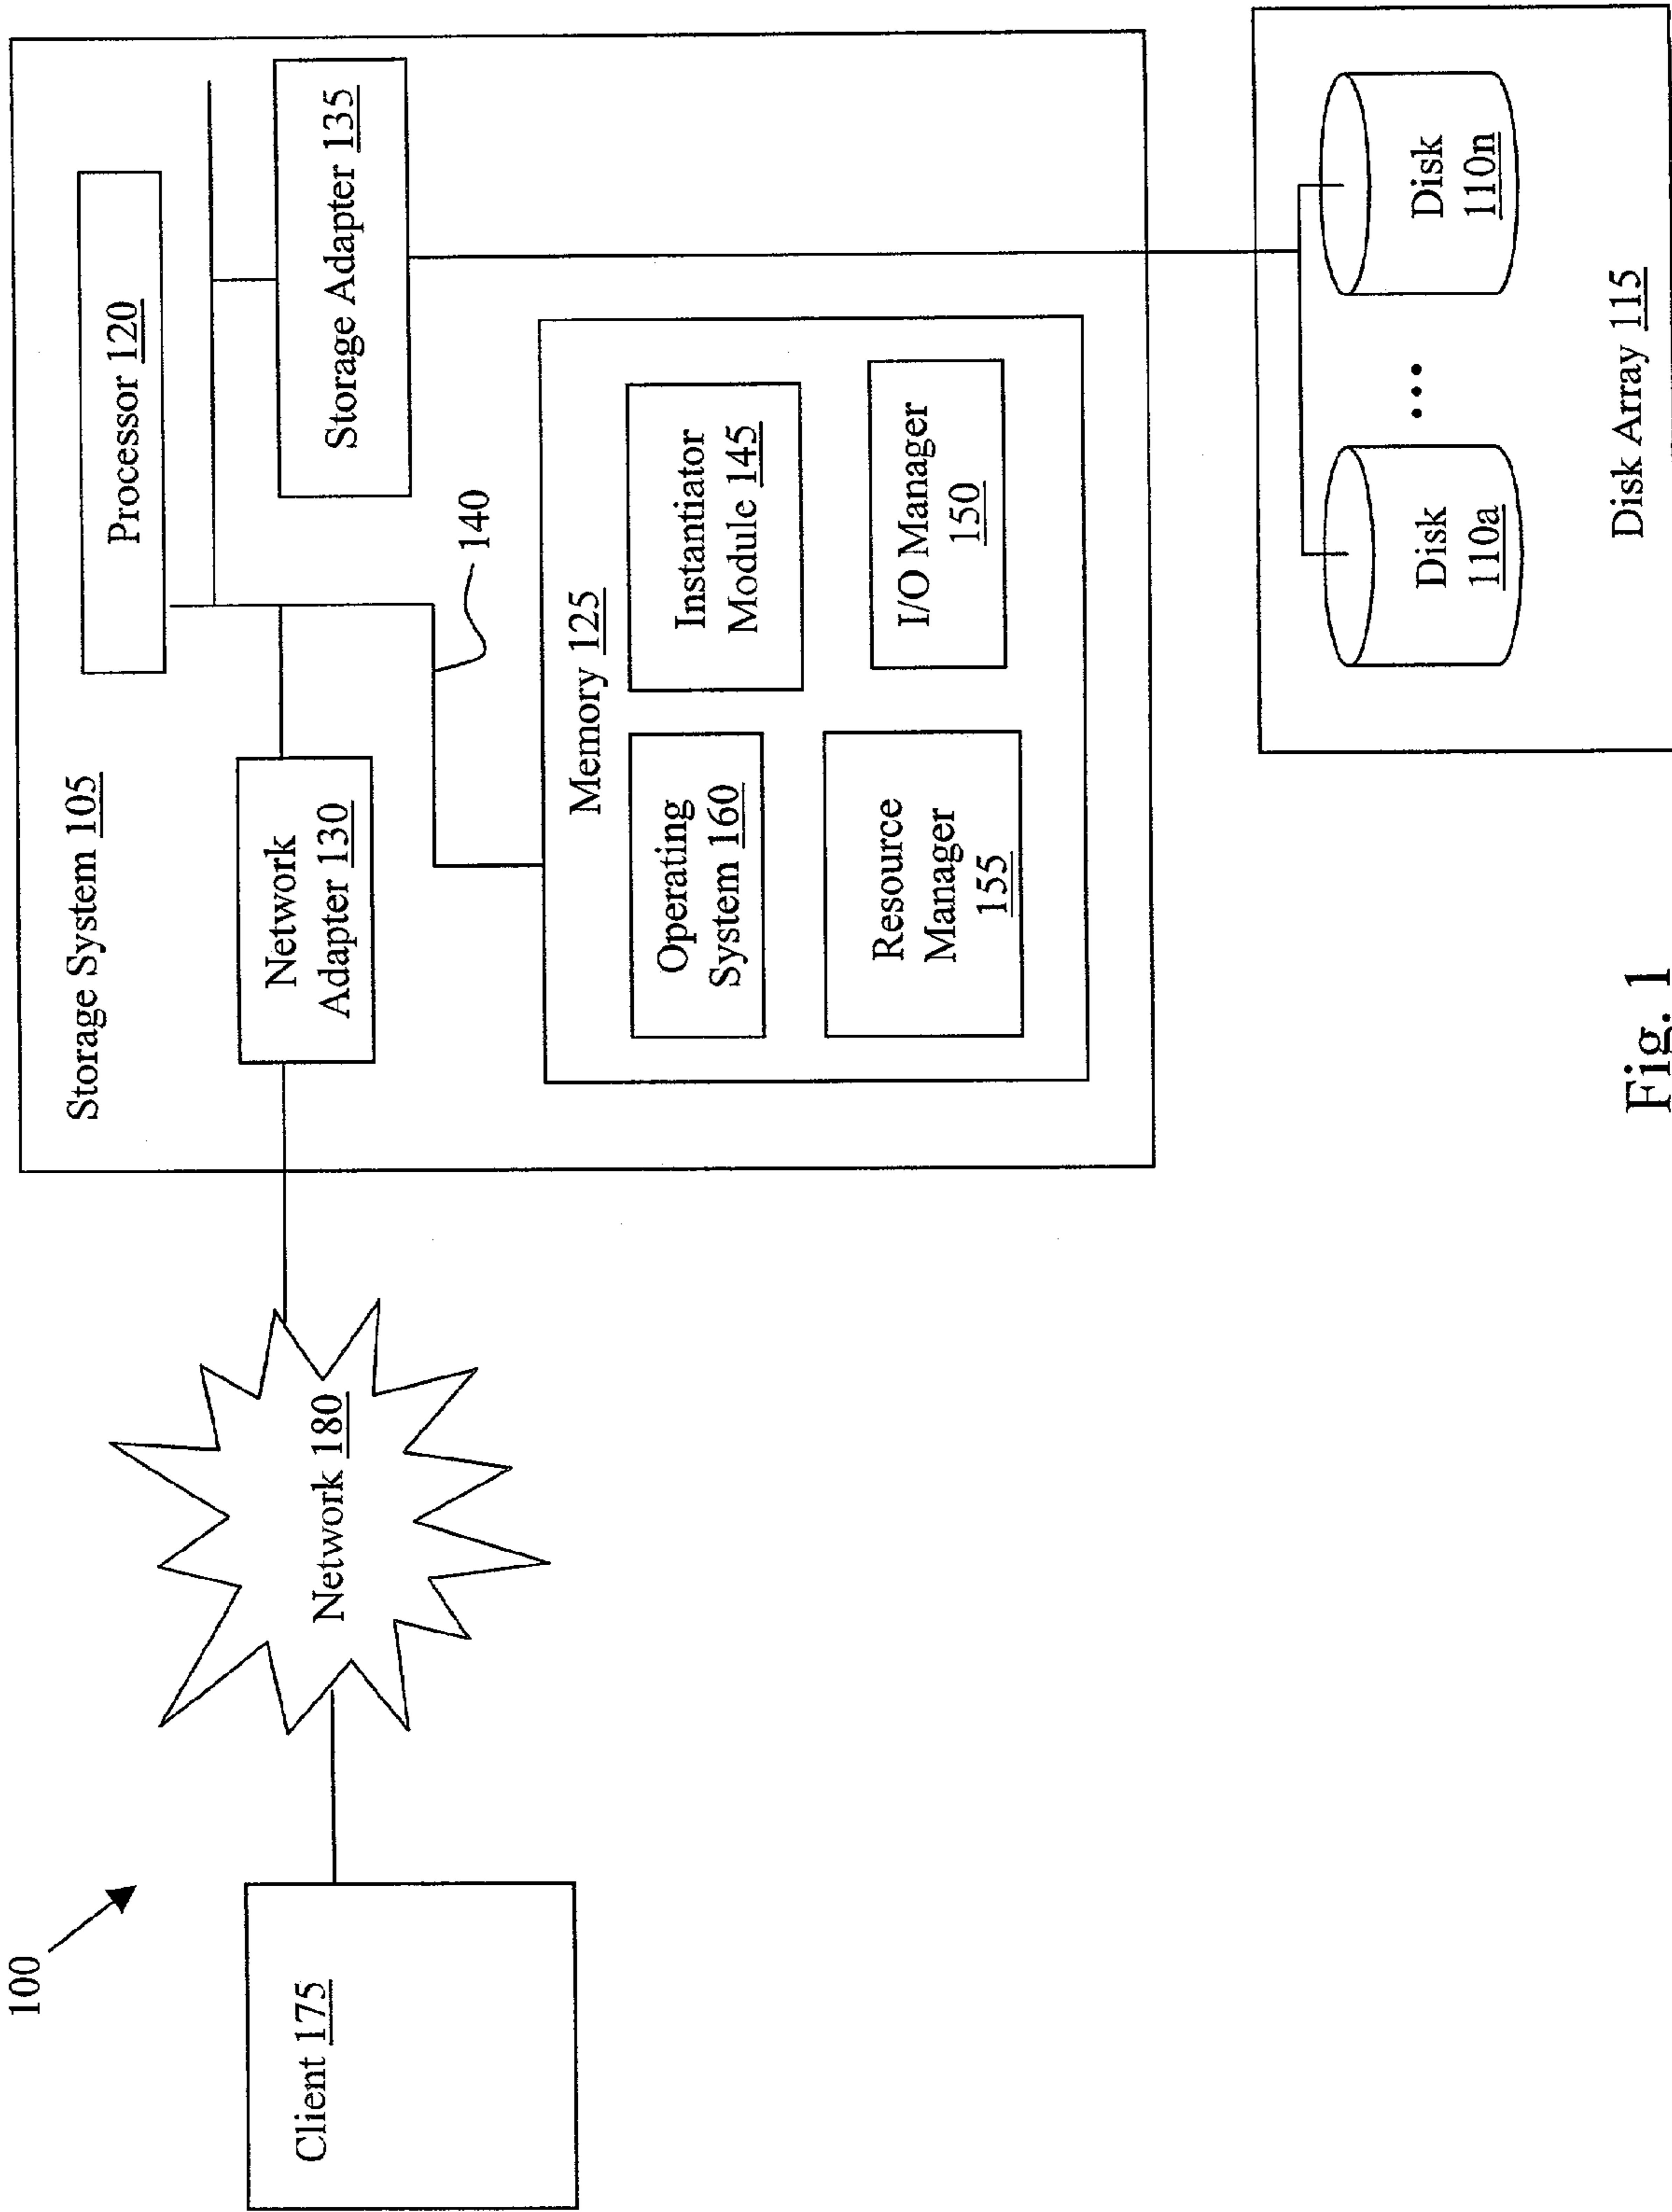 100
Client 175
Network 180
Storage System 105
Network
Adapter 130
Processor 120
Storage Adapter 135
140
Memory 125
Operating
System 160
Instantiator
Module 145
Resource
Manager
155
I/O Manager
150
Disk
110a
...
Disk
110n
Disk Array 115
Fig. 1